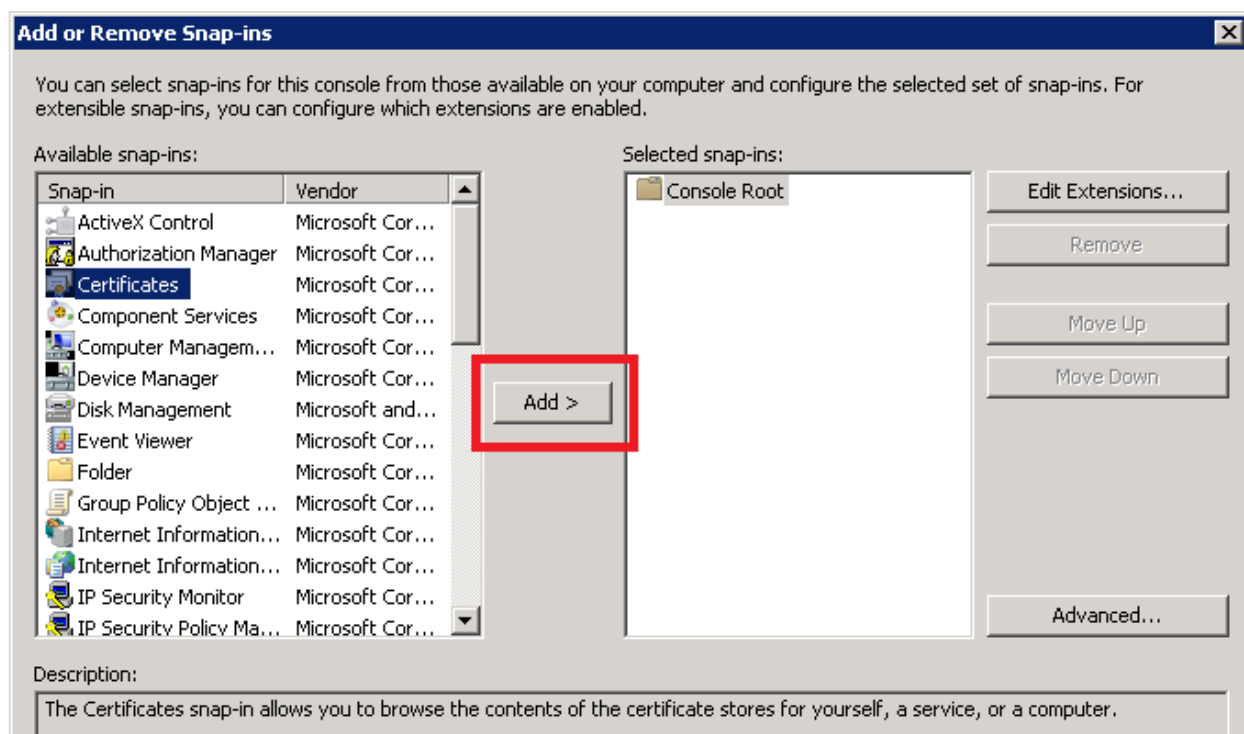 Add or Remove Snap-ins
You can select snap-ins for this console from those available on your computer and configure the selected set of snap-ins. For
extensible snap-ins, you can configure which extensions are enabled.
Available snap-ins:
Snap-in Vendor
ActiveX Control Microsoft Cor...
Authorization Manager Microsoft Cor...
Certificates Microsoft Cor...
Component Services Microsoft Cor...
Computer Managem... Microsoft Cor...
Device Manager Microsoft Cor...
Disk Management Microsoft and...
Event Viewer Microsoft Cor...
Folder Microsoft Cor...
Group Policy Object ... Microsoft Cor...
Internet Information... Microsoft Cor...
Internet Information... Microsoft Cor...
IP Security Monitor Microsoft Cor...
IP Security Policy Ma... Microsoft Cor...
Add >
Selected snap-ins:
Console Root
Edit Extensions...
Remove
Move Up
Move Down
Advanced...
Description:
The Certificates snap-in allows you to browse the contents of the certificate stores for yourself, a service, or a computer.